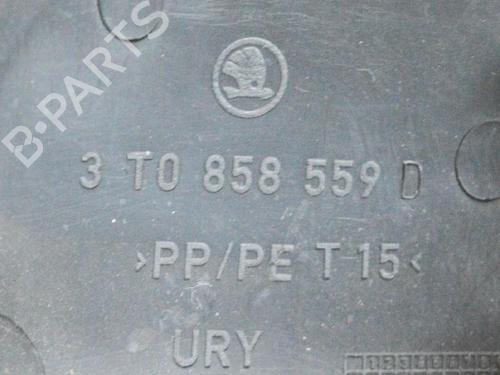 B-PARTS
3 T0 858 559 D
>PP/PE T 15<
URY